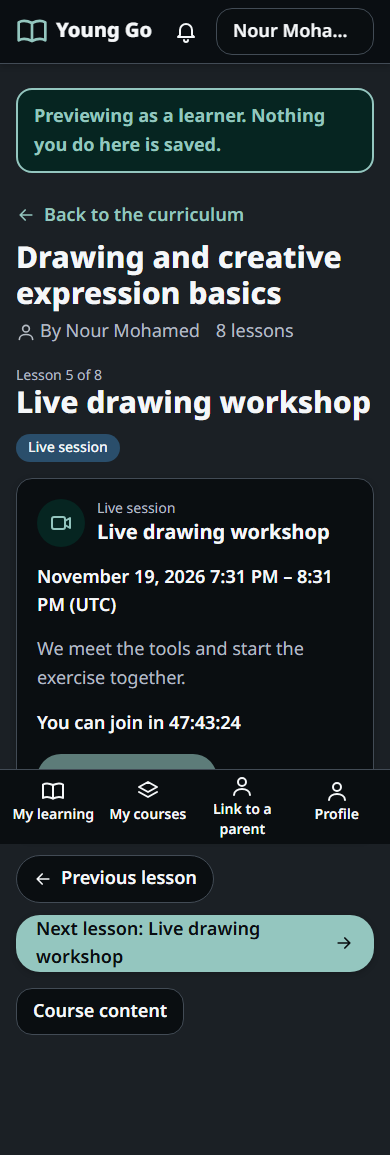 Young Go
Nour Moha...
Previewing as a learner. Nothing
you do here is saved.
Back to the curriculum
Drawing and creative
expression basics
By Nour Mohamed 8 lessons
Lesson 5 of 8
Live drawing workshop
Live session
Live session
Live drawing workshop
November 19, 2026 7:31 PM – 8:31
PM (UTC)
We meet the tools and start the
exercise together.
You can join in 47:43:24
My learning
My courses
Link to a
parent
Profile
Previous lesson
Next lesson: Live drawing
workshop
Course content